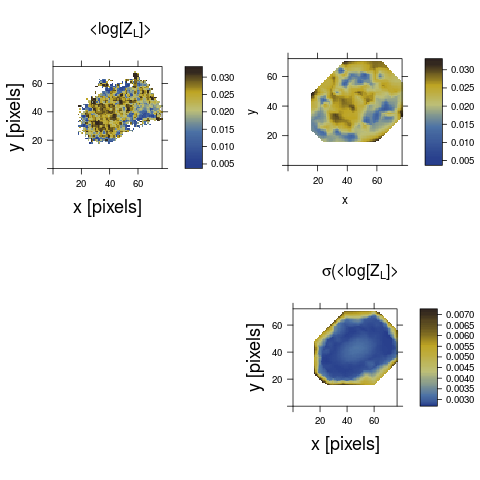 <log[Z_L]>
60
40
20
20 40 60
x [pixels]
y [pixels]
0.030
0.025
0.020
0.015
0.010
0.005
60
40
20
20 40 60
x
y
0.030
0.025
0.020
0.015
0.010
0.005
σ(<log[Z_L]>
60
40
20
20 40 60
x [pixels]
y [pixels]
0.0070
0.0065
0.0060
0.0055
0.0050
0.0045
0.0040
0.0035
0.0030